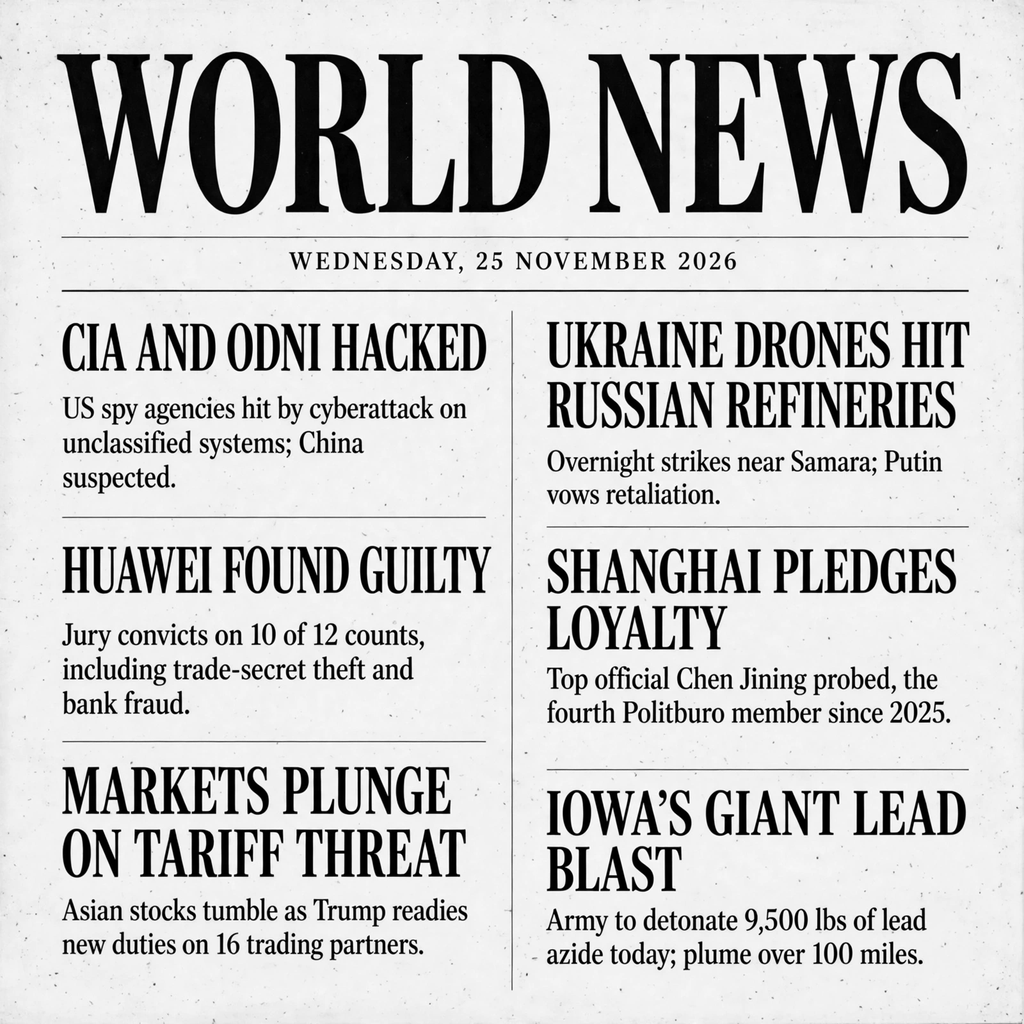 WORLD NEWS
WEDNESDAY, 25 NOVEMBER 2026
CIA AND ODNI HACKED
US spy agencies hit by cyberattack on
unclassified systems; China
suspected.
HUAWEI FOUND GUILTY
Jury convicts on 10 of 12 counts,
including trade-secret theft and
bank fraud.
MARKETS PLUNGE
ON TARIFF THREAT
Asian stocks tumble as Trump readies
new duties on 16 trading partners.
UKRAINE DRONES HIT
RUSSIAN REFINERIES
Overnight strikes near Samara; Putin
vows retaliation.
SHANGHAI PLEDGES
LOYALTY
Top official Chen Jining probed, the
fourth Politburo member since 2025.
IOWA'S GIANT LEAD
BLAST
Army to detonate 9,500 lbs of lead
azide today; plume over 100 miles.